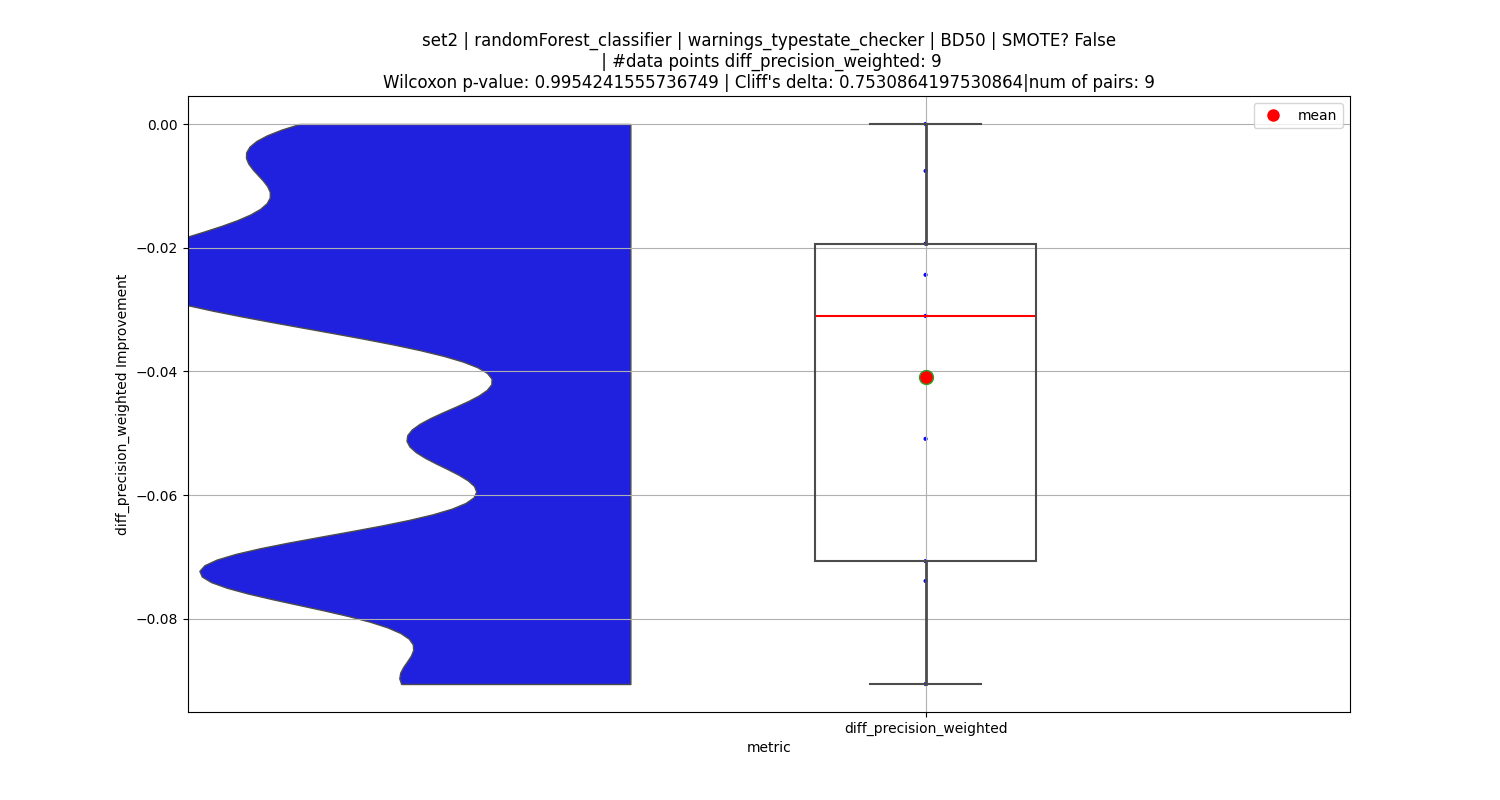 set2 | randomForest_classifier | warnings_typestate_checker | BD50 | SMOTE? False
| #data points diff_precision_weighted: 9
Wilcoxon p-value: 0.9954241555736749 | Cliff's delta: 0.7530864197530864|num of pairs: 9
mean
0.00
−0.02
−0.04
−0.06
−0.08
diff_precision_weighted Improvement
diff_precision_weighted
metric